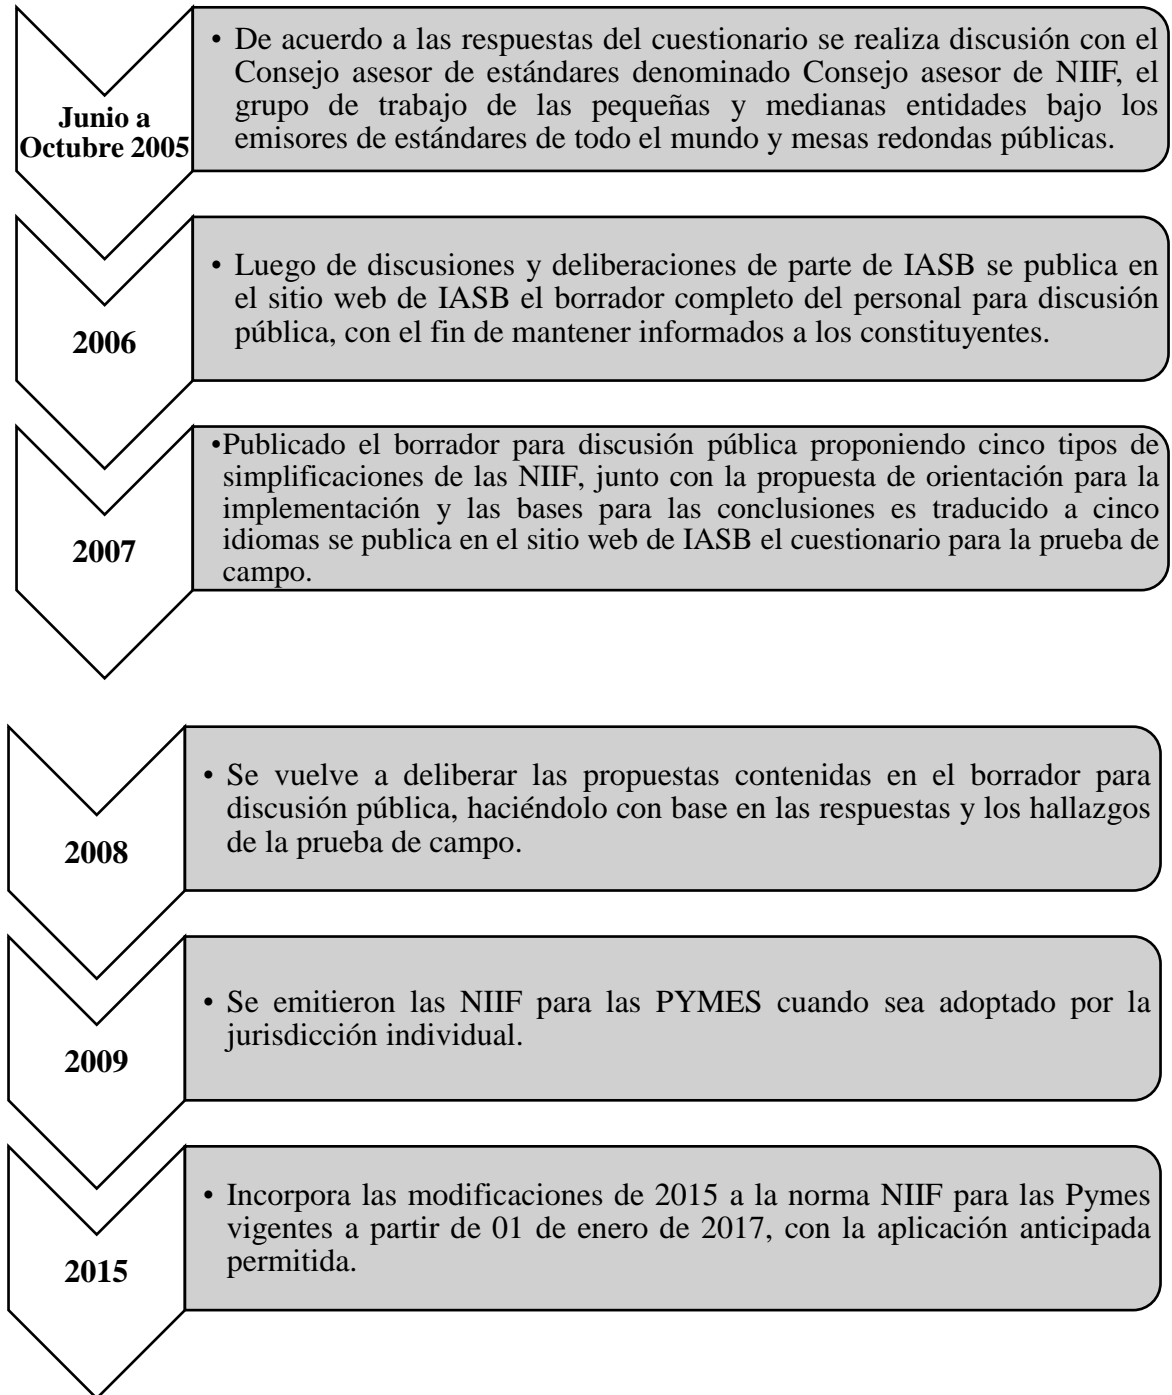 Junio a
Octubre 2005
• De acuerdo a las respuestas del cuestionario se realiza discusión con el
Consejo asesor de estándares denominado Consejo asesor de NIIF, el
grupo de trabajo de las pequeñas y medianas entidades bajo los
emisores de estándares de todo el mundo y mesas redondas públicas.
2006
• Luego de discusiones y deliberaciones de parte de IASB se publica en
el sitio web de IASB el borrador completo del personal para discusión
pública, con el fin de mantener informados a los constituyentes.
2007
•Publicado el borrador para discusión pública proponiendo cinco tipos de
simplificaciones de las NIIF, junto con la propuesta de orientación para la
implementación y las bases para las conclusiones es traducido a cinco
idiomas se publica en el sitio web de IASB el cuestionario para la prueba de
campo.
2008
• Se vuelve a deliberar las propuestas contenidas en el borrador para
discusión pública, haciéndolo con base en las respuestas y los hallazgos
de la prueba de campo.
2009
• Se emitieron las NIIF para las PYMES cuando sea adoptado por la
jurisdicción individual.
2015
• Incorpora las modificaciones de 2015 a la norma NIIF para las Pymes
vigentes a partir de 01 de enero de 2017, con la aplicación anticipada
permitida.